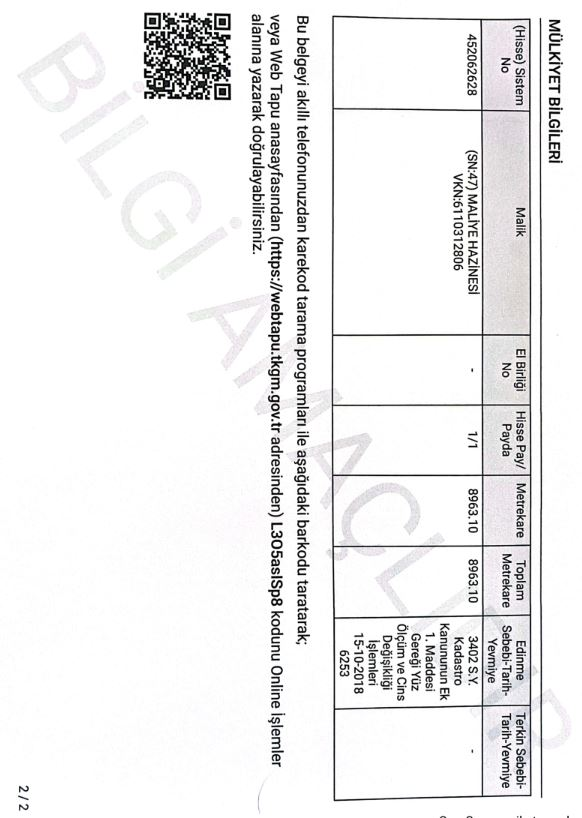 MÜLKİYET BİLGİLERİ
(Hisse) Sistem No
Malik
El Birliği No
Hisse Pay/ Payda
Metrekare
Toplam Metrekare
Edinme Sebebi-Tarih-Yevmiye
Terkin Sebebi-Tarih-Yevmiye
452062628
(SN:47) MALİYE HAZİNESİ
VKN:6110312806
-
1/1
8963.10
8963.10
3402 S.Y.
Kadastro
Kanununun Ek
1. Maddesi
Gereği Yüz
Ölçüm ve Cins
Değişikliği
İşlemleri
15-10-2018
6253
-
Bu belgeyi akıllı telefonunuzdan karekod tarama programları ile aşağıdaki barkodu taratarak;
veya Web Tapu anasayfasından (https://webtapu.tkgm.gov.tr adresinden) L3O5asISp8 kodunu Online İşlemler
alanına yazarak doğrulayabilirsiniz.
BİLGİ AMAÇLIDIR
2 / 2